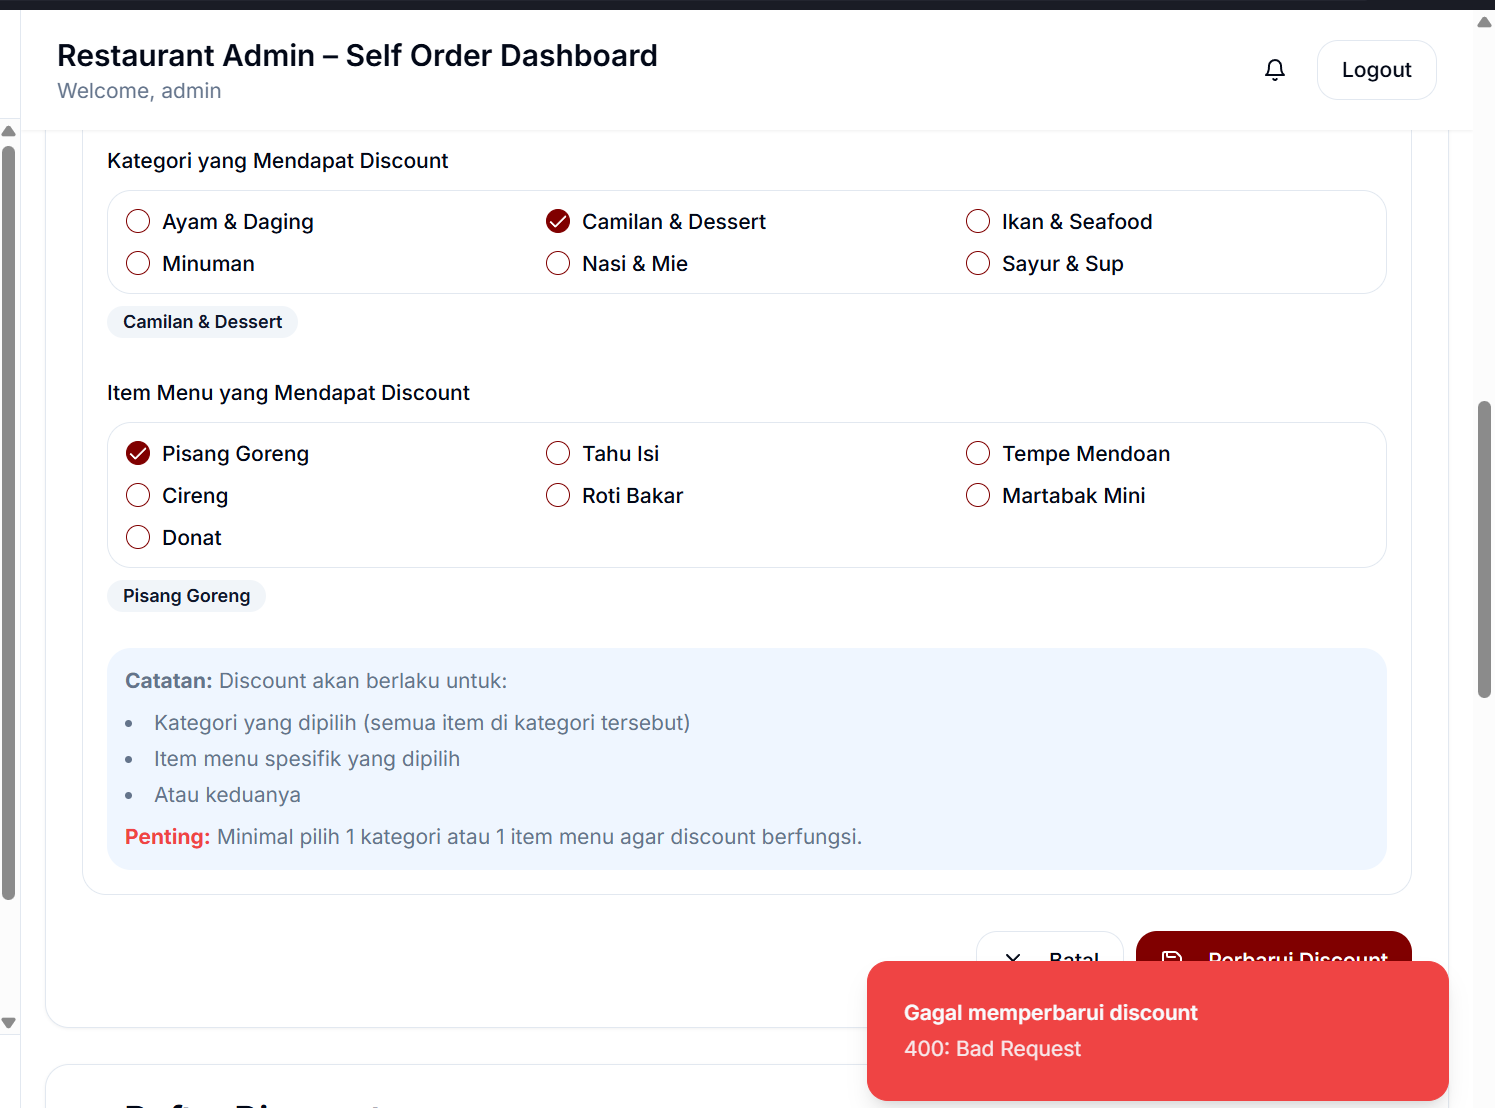 Restaurant Admin – Self Order Dashboard
Welcome, admin
Logout
Kategori yang Mendapat Discount
Ayam & Daging
Camilan & Dessert
Ikan & Seafood
Minuman
Nasi & Mie
Sayur & Sup
Camilan & Dessert
Item Menu yang Mendapat Discount
Pisang Goreng
Tahu Isi
Tempe Mendoan
Cireng
Roti Bakar
Martabak Mini
Donat
Pisang Goreng
Catatan: Discount akan berlaku untuk:
• Kategori yang dipilih (semua item di kategori tersebut)
• Item menu spesifik yang dipilih
• Atau keduanya
Penting: Minimal pilih 1 kategori atau 1 item menu agar discount berfungsi.
Batal
Perbarui Discount
Gagal memperbarui discount
400: Bad Request